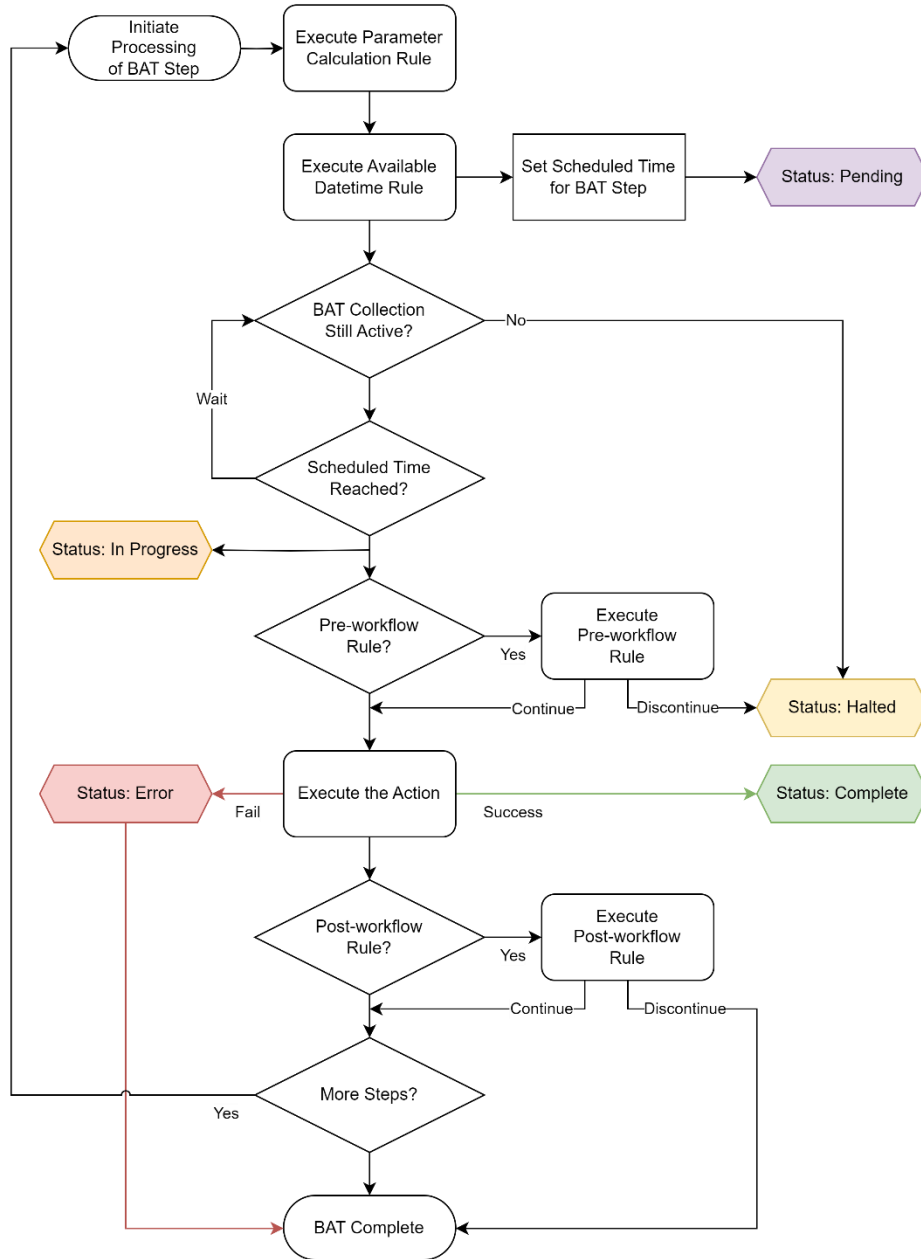 Initiate
Processing
of BAT Step
Execute Parameter
Calculation Rule
Execute Available
Datetime Rule
Set Scheduled Time
for BAT Step
Status: Pending
BAT Collection
Still Active?
No
Wait
Scheduled Time
Reached?
Status: In Progress
Pre-workflow
Rule?
Yes
Execute
Pre-workflow
Rule
Continue
Discontinue
Status: Halted
Status: Error
Fail
Execute the Action
Success
Status: Complete
Post-workflow
Rule?
Yes
Execute
Post-workflow
Rule
Continue
Discontinue
More Steps?
Yes
BAT Complete